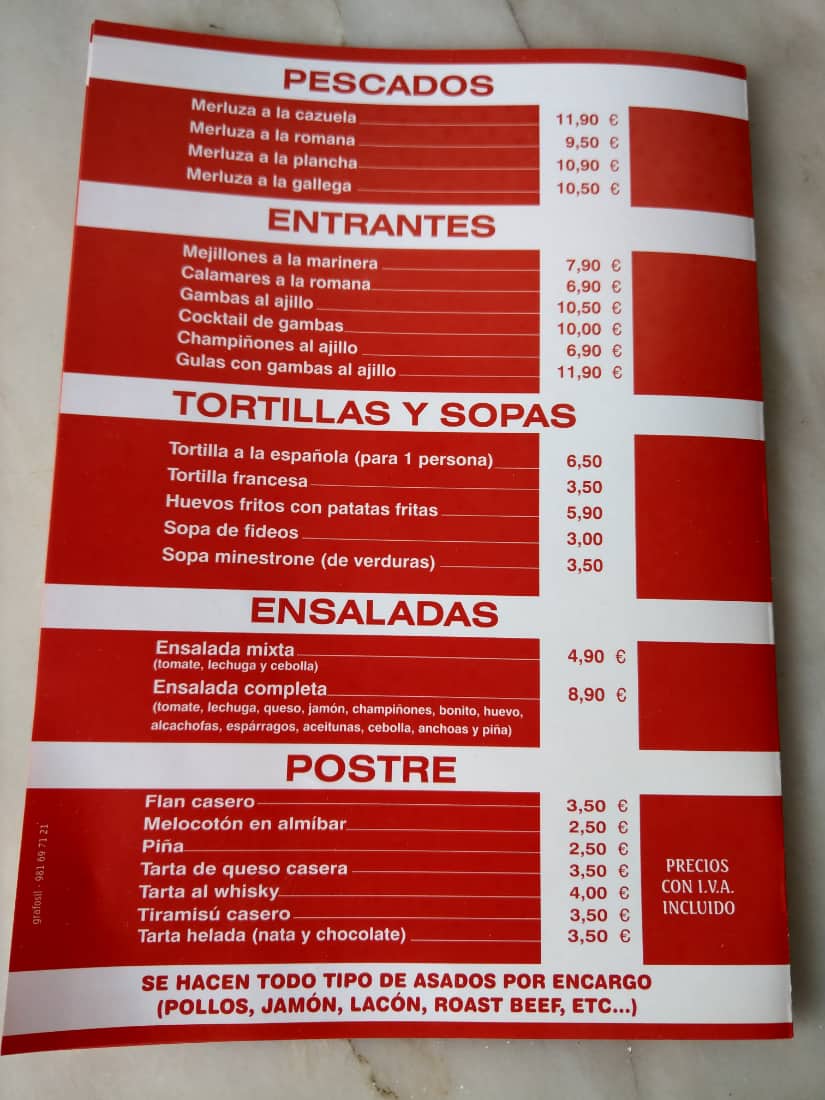 PESCADOS
Merluza a la cazuela 11,90 €
Merluza a la romana 9,50 €
Merluza a la plancha 10,90 €
Merluza a la gallega 10,50 €
ENTRANTES
Mejillones a la marinera 7,90 €
Calamares a la romana 6,90 €
Gambas al ajillo 10,50 €
Cocktail de gambas 10,00 €
Champiñones al ajillo 6,90 €
Gulas con gambas al ajillo 11,90 €
TORTILLAS Y SOPAS
Tortilla a la española (para 1 persona) 6,50
Tortilla francesa 3,50
Huevos fritos con patatas fritas 5,90
Sopa de fideos 3,00
Sopa minestrone (de verduras) 3,50
ENSALADAS
Ensalada mixta 4,90 €
(tomate, lechuga y cebolla)
Ensalada completa 8,90 €
(tomate, lechuga, queso, jamón, champiñones, bonito, huevo,
alcachofas, espárragos, aceitunas, cebolla, anchoas y piña)
POSTRE
Flan casero 3,50 €
Melocotón en almíbar 2,50 €
Piña 2,50 €
Tarta de queso casera 3,50 €
Tarta al whisky 4,00 €
Tiramisú casero 3,50 €
Tarta helada (nata y chocolate) 3,50 €
PRECIOS
CON I.V.A.
INCLUIDO
grafosil - 981 69 71 21
SE HACEN TODO TIPO DE ASADOS POR ENCARGO
(POLLOS, JAMÓN, LACÓN, ROAST BEEF, ETC...)